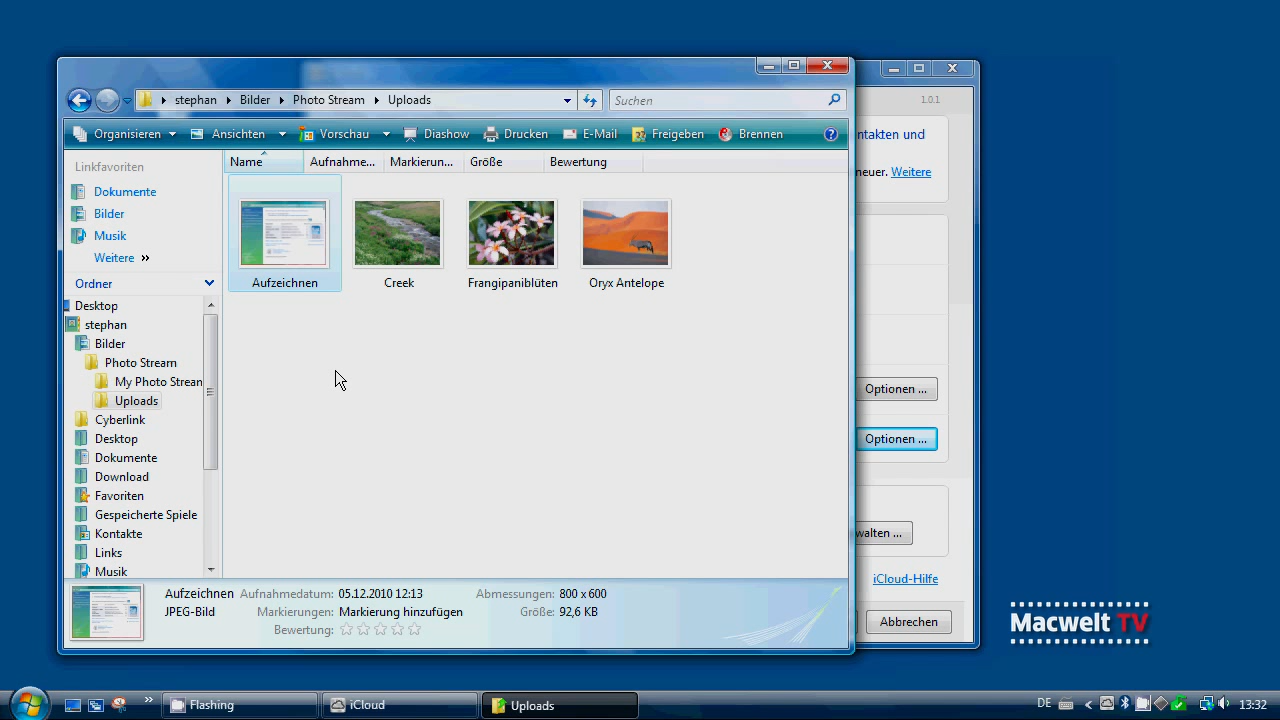 stephan Bilder Photo Stream Uploads
Suchen
1.0.1
Organisieren Ansichten Vorschau Diashow Drucken E-Mail Freigeben Brennen
ntakten und
Linkfavoriten
Name Aufnahme... Markierun... Größe Bewertung
neuer. Weitere
Dokumente
Bilder
Musik
Weitere »
Ordner
Aufzeichnen Creek Frangipaniblüten Oryx Antelope
Desktop
stephan
Bilder
Photo Stream
My Photo Strean
Uploads
Cyberlink
Desktop
Dokumente
Download
Favoriten
Gespeicherte Spiele
Kontakte
Links
Musik
Optionen ...
Optionen ...
walten ...
iCloud-Hilfe
Abbrechen
Aufzeichnen Aufnahmedatum: 05.12.2010 12:13 Abmessungen: 800 x 600
JPEG-Bild Markierungen: Markierung hinzufügen Größe: 92,6 KB
Bewertung:
Macwelt TV
Flashing iCloud Uploads DE 13:32